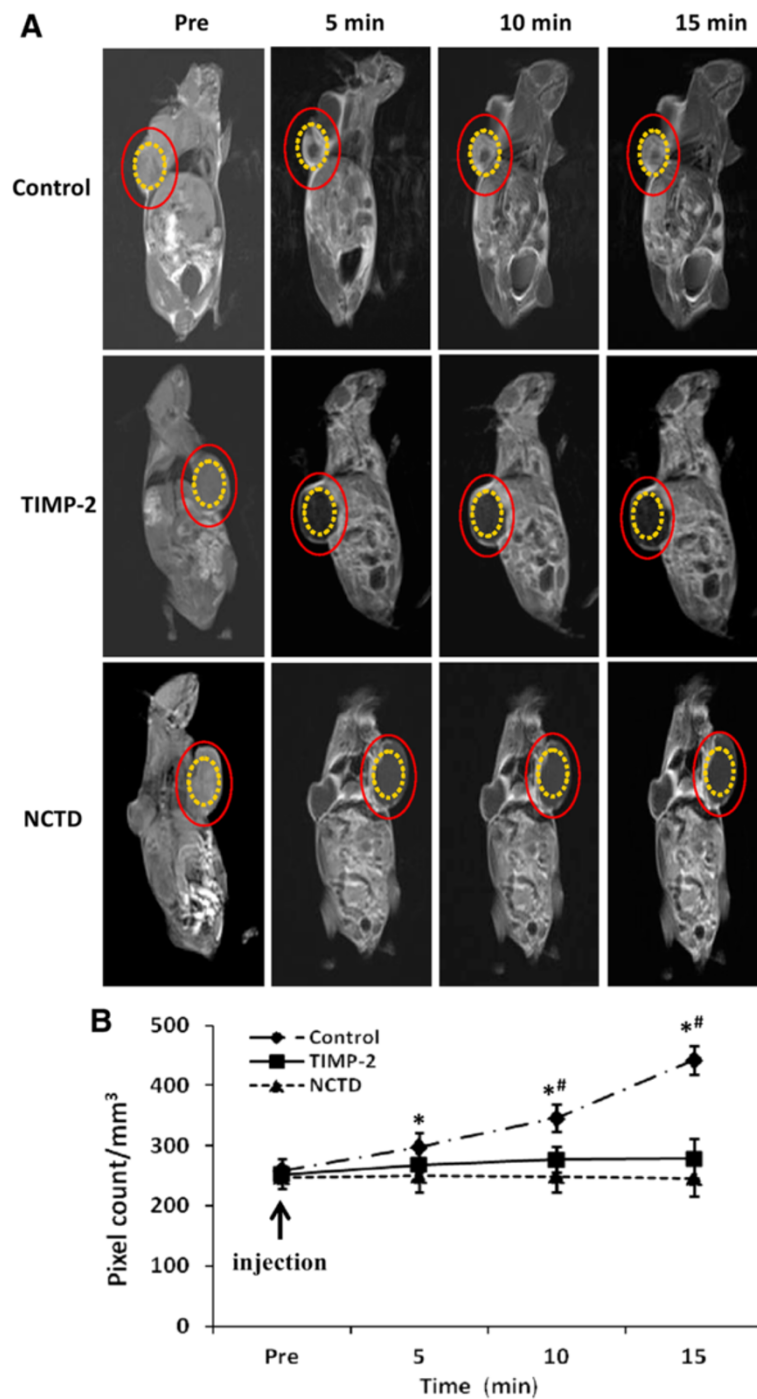 A
Pre 5 min 10 min 15 min
Control
TIMP-2
NCTD
B
Pixel count/mm³
500
400
300
200
100
0
Control
TIMP-2
NCTD
*
*#
*#
injection
Pre 5 10 15
Time (min)